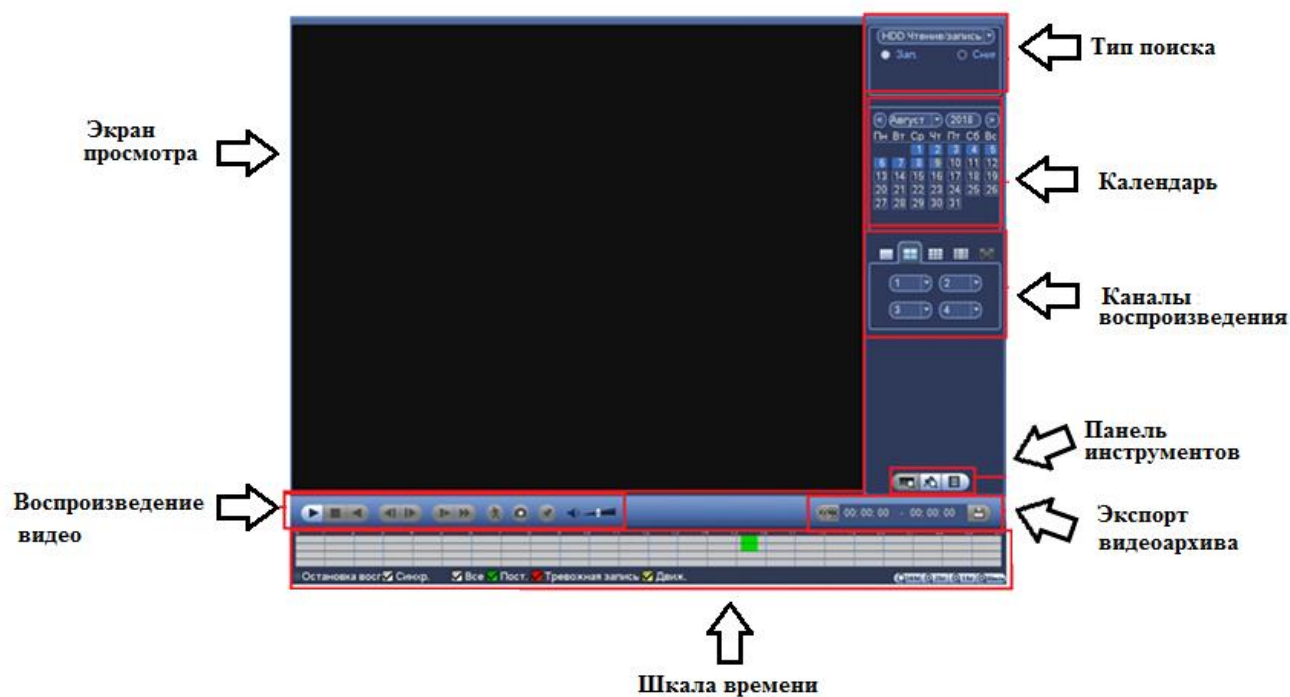 HDD Чтение/запись
Тип поиска
Зап.
Экран
просмотра
Август 2018
Пн Вт Ср Чт Пт Сб Вс
1 2 3 4 5
6 7 8 9 10 11 12
13 14 15 16 17 18 19
20 21 22 23 24 25 26
27 28 29 30 31
Календарь
1 2
3 4
Каналы
воспроизведения
Панель
инструментов
Воспроизведение
видео
00:00:00 - 00:00:00
Экспорт
видеоархива
Остановка восп Синхр. Все Пост. Тревожная запись Движ.
Шкала времени